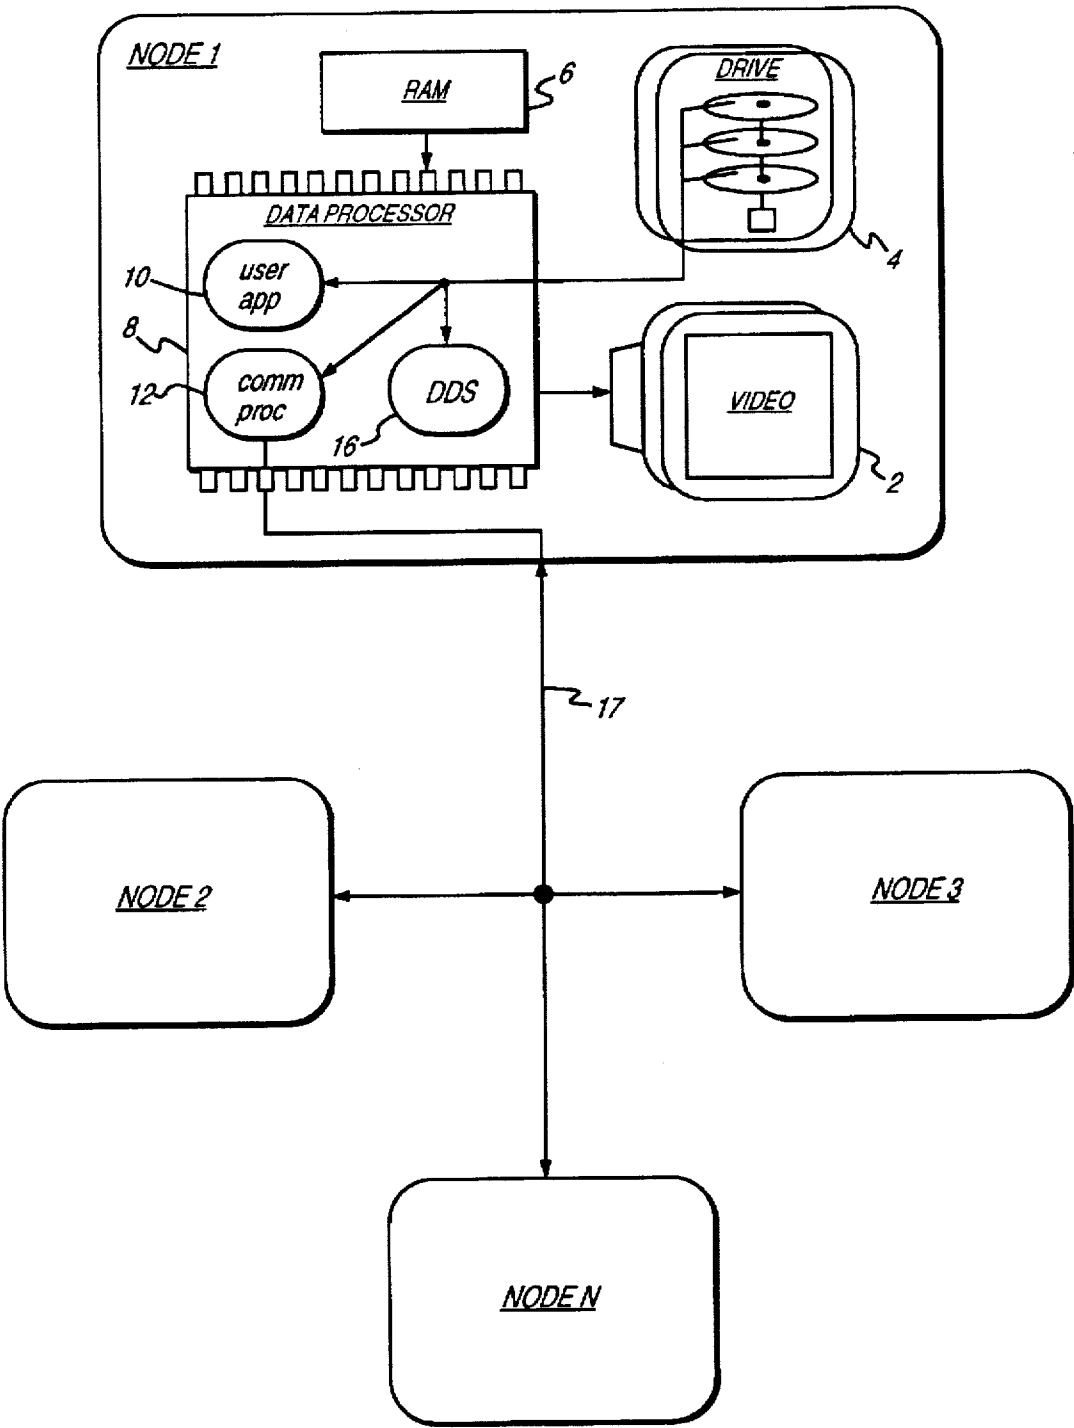 NODE 1
RAM
6
DRIVE
4
DATA PROCESSOR
10
user
app
8
12
comm
proc
DDS
16
VIDEO
2
17
NODE 2
NODE 3
NODE N